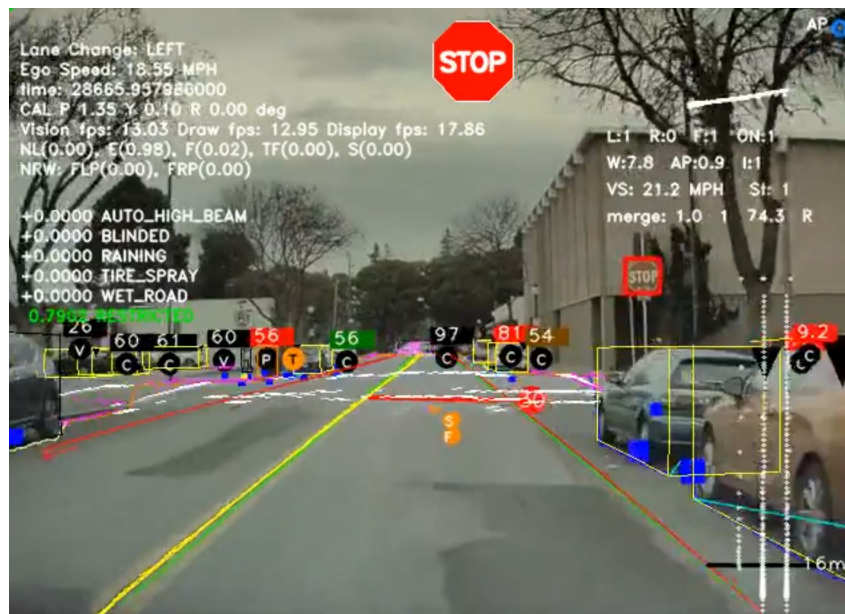 AP
STOP
Lane Change: LEFT
Ego Speed: 18.55 MPH
time: 28665.957980000
CAL P 1.35 Y 0.10 R 0.00 deg
Vision fps: 13.03 Draw fps: 12.95 Display fps: 17.86
NL(0.00), E(0.98), F(0.02), TF(0.00), S(0.00)
NRW: FLP(0.00), FRP(0.00)
L:1 R:0 F:1 ON:1
W:7.8 AP:0.9 I:1
VS: 21.2 MPH St: 1
merge: 1.0 1 74.3 R
+0.0000 AUTO_HIGH_BEAM
+0.0000 BLINDED
+0.0000 RAINING
+0.0000 TIRE_SPRAY
+0.0000 WET_ROAD
RESTRICTED
STOP
26 60 61 60 56 56 97 81 54 9.2
V C C V P T C C C C C
30
S
F
16m